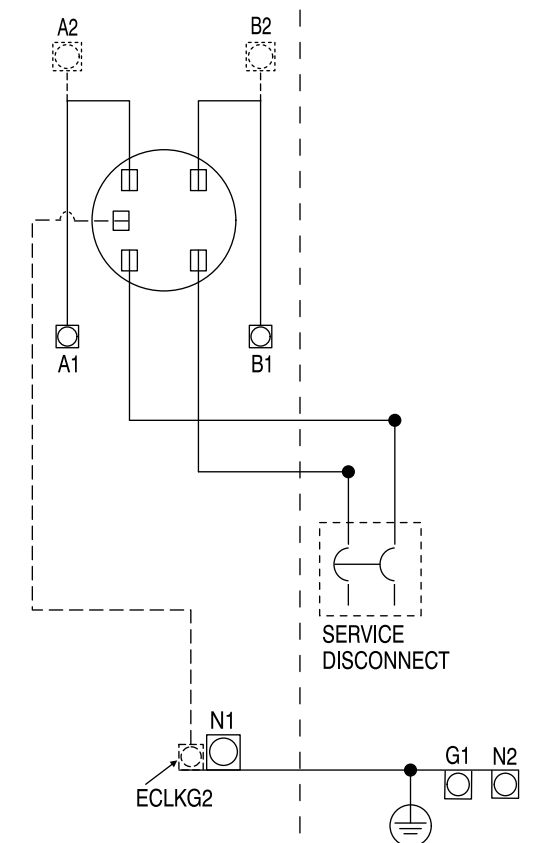 A2
B2
A1
B1
SERVICE
DISCONNECT
N1
ECLKG2
G1
N2